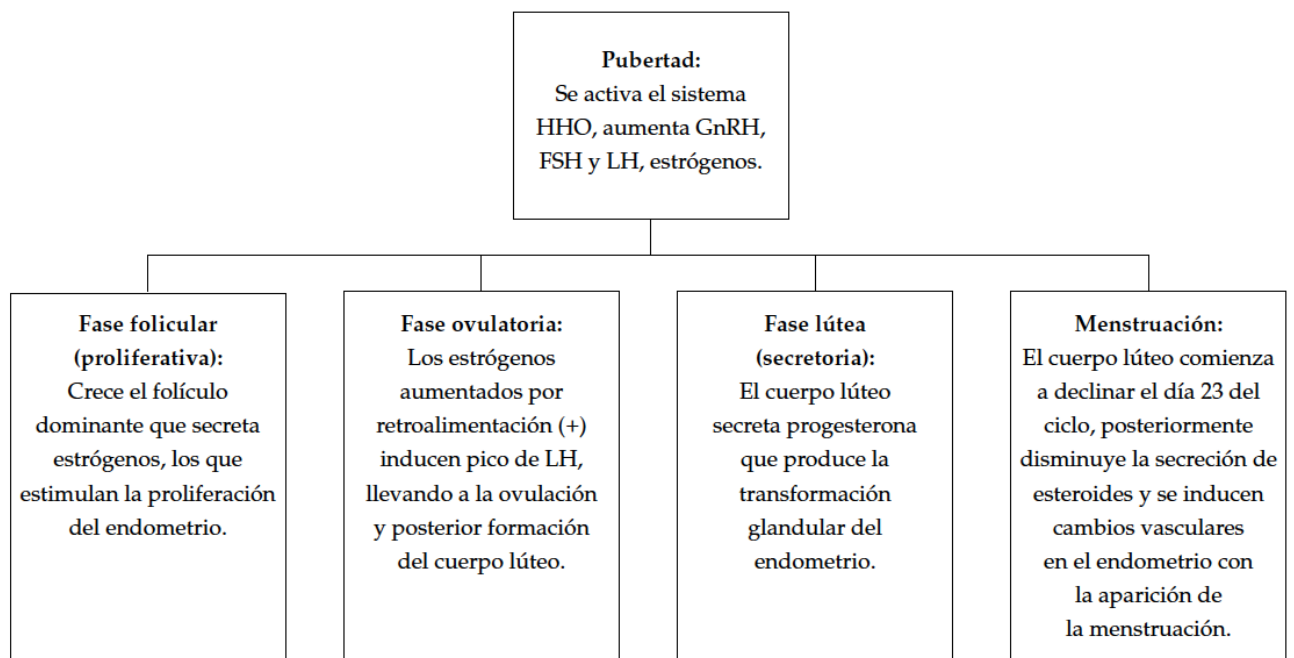 Pubertad:
Se activa el sistema
HHO, aumenta GnRH,
FSH y LH, estrógenos.
Fase folicular
(proliferativa):
Crece el folículo
dominante que secreta
estrógenos, los que
estimulan la proliferación
del endometrio.
Fase ovulatoria:
Los estrógenos
aumentados por
retroalimentación (+)
inducen pico de LH,
llevando a la ovulación
y posterior formación
del cuerpo lúteo.
Fase lútea
(secretoria):
El cuerpo lúteo
secreta progesterona
que produce la
transformación
glandular del
endometrio.
Menstruación:
El cuerpo lúteo comienza
a declinar el día 23 del
ciclo, posteriormente
disminuye la secreción de
esteroides y se inducen
cambios vasculares
en el endometrio con
la aparición de
la menstruación.